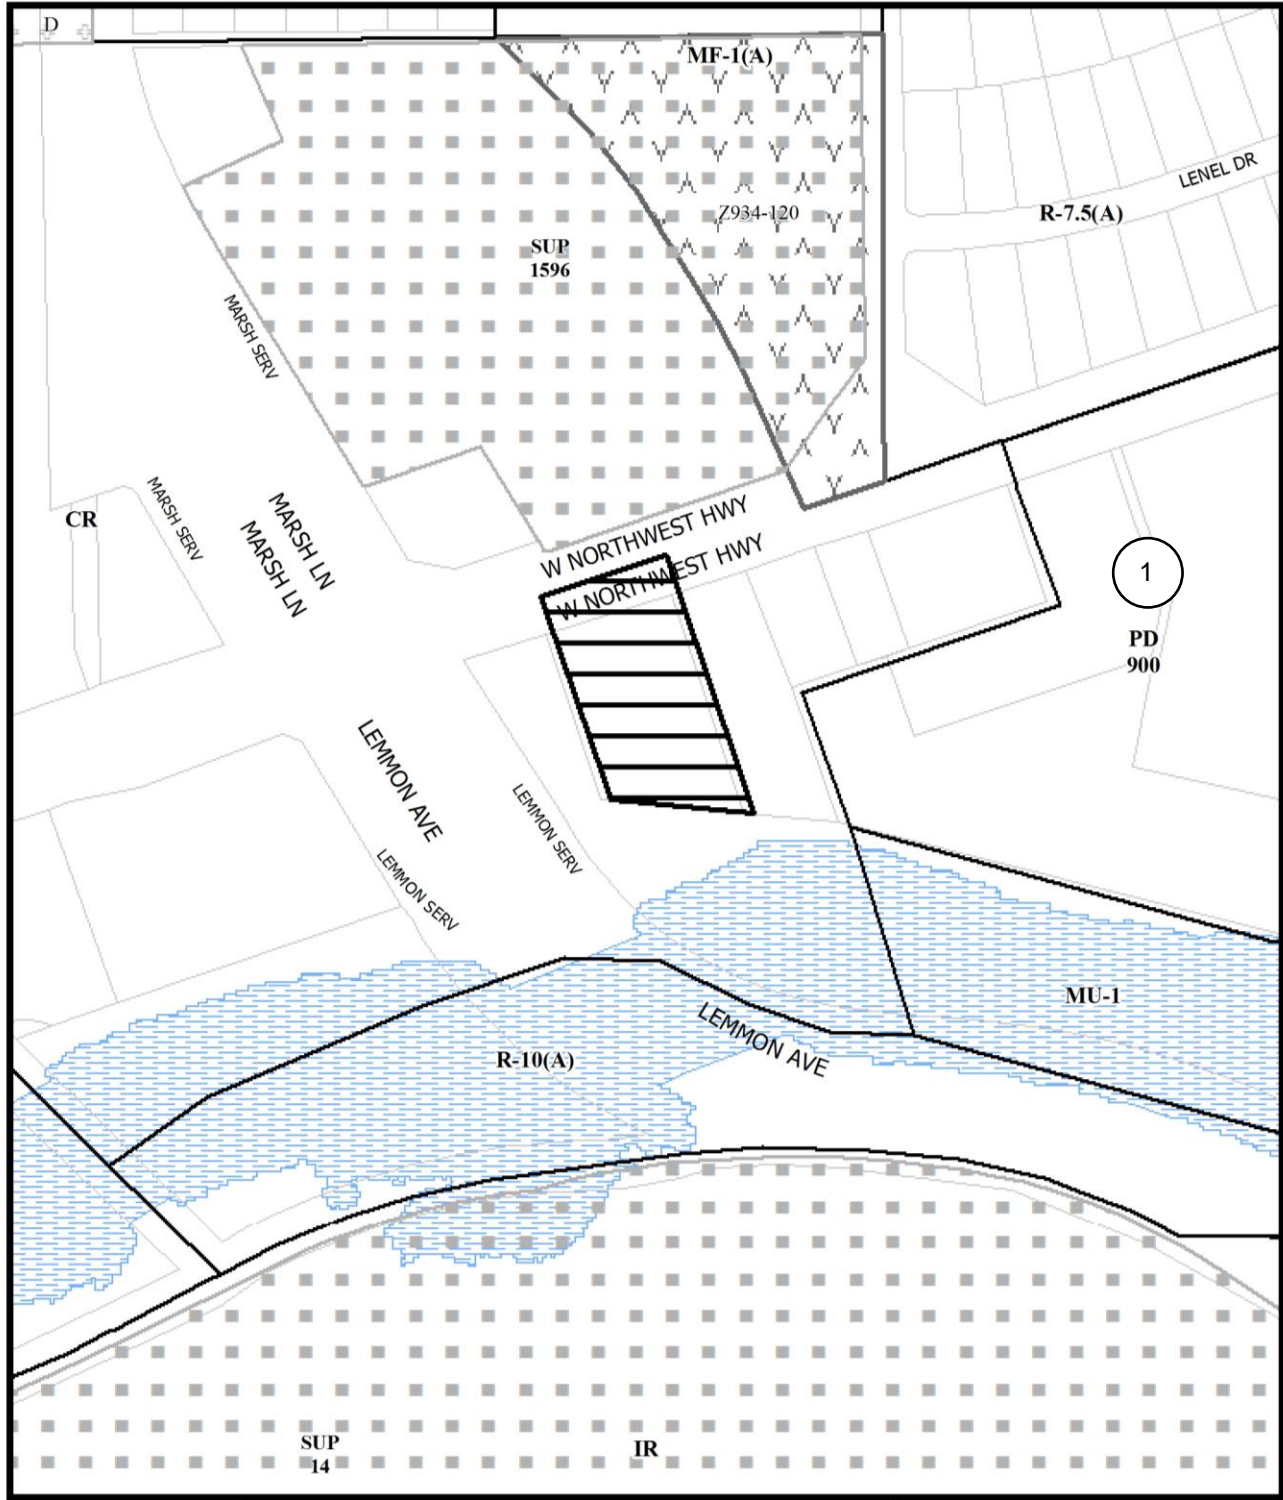 D
MF-1(A)
LENEL DR
Z934-120
R-7.5(A)
SUP
1596
MARSH SERV
MARSH SERV
CR
MARSH LN
MARSH LN
W NORTHWEST HWY
W NORTHWEST HWY
1
PD
900
LEMMON AVE
LEMMON SERV
LEMMON SERV
MU-1
LEMMON AVE
R-10(A)
SUP
14
IR